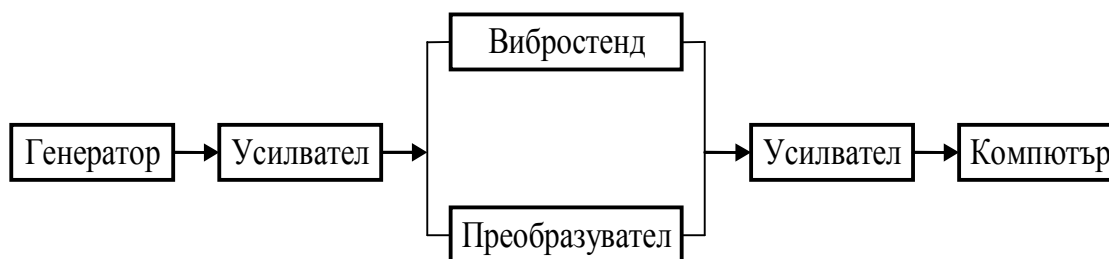 Вибростенд
Генератор
Усилвател
Усилвател
Компютър
Преобразувател